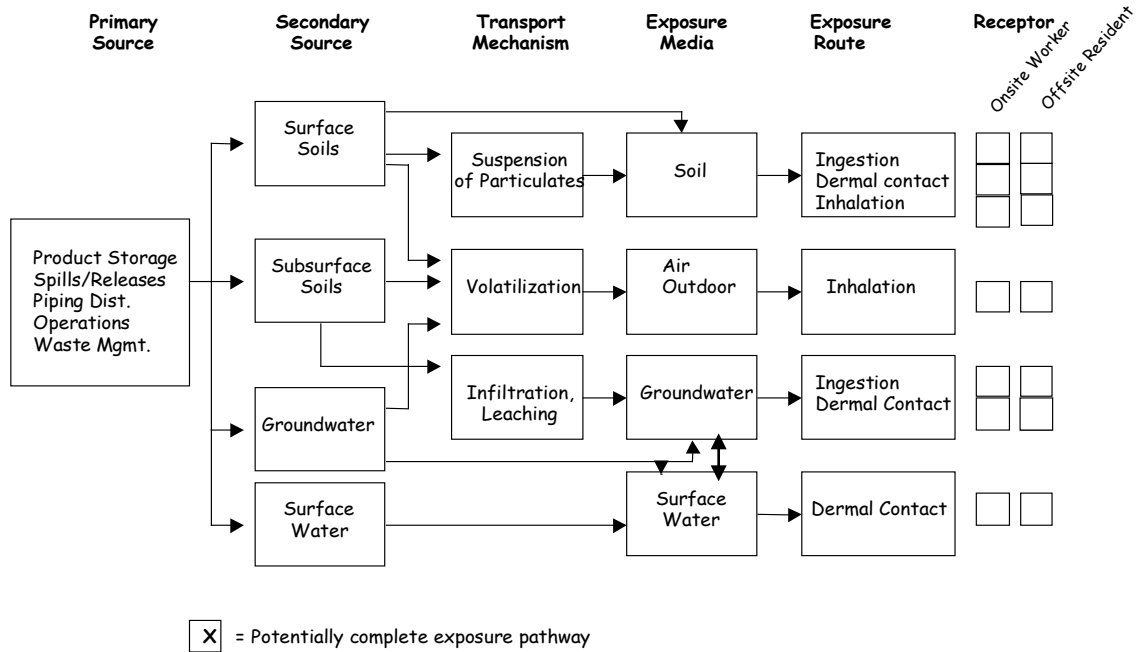 Primary
Source
Secondary
Source
Transport
Mechanism
Exposure
Media
Exposure
Route
Receptor
Onsite Worker
Offsite Resident
Product Storage
Spills/Releases
Piping Dist.
Operations
Waste Mgmt.
Surface
Soils
Subsurface
Soils
Groundwater
Surface
Water
Suspension
of Particulates
Volatilization
Infiltration,
Leaching
Soil
Air
Outdoor
Groundwater
Surface
Water
Ingestion
Dermal contact
Inhalation
Inhalation
Ingestion
Dermal Contact
Dermal Contact
X = Potentially complete exposure pathway